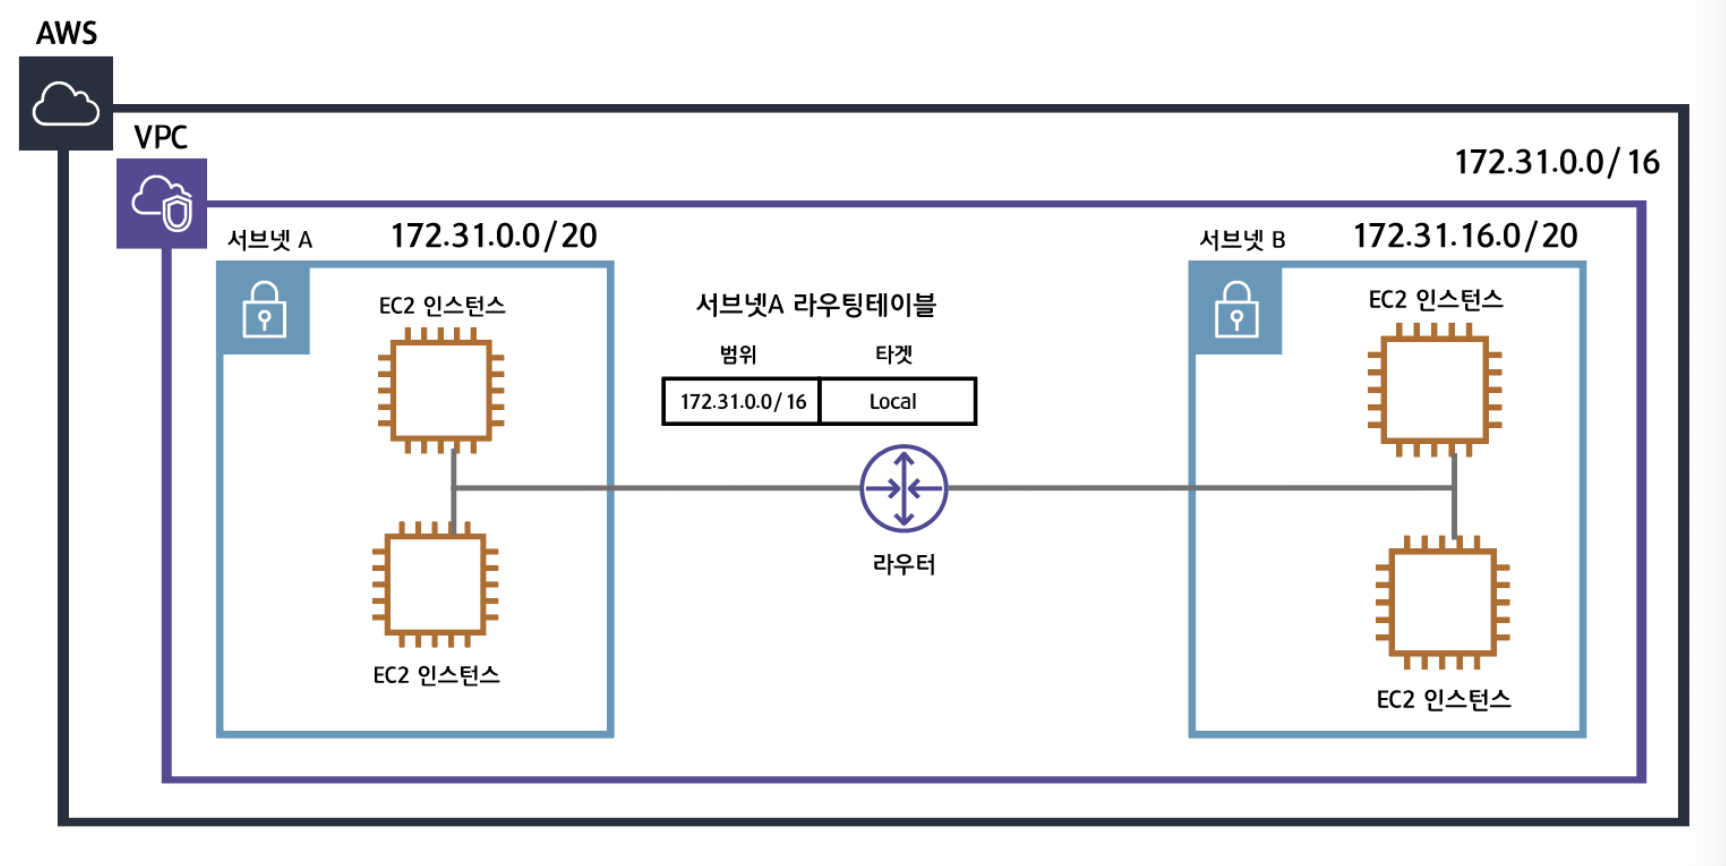 AWS
VPC
172.31.0.0/16
서브넷 A
172.31.0.0/20
서브넷 B
172.31.16.0/20
EC2 인스턴스
서브넷A 라우팅테이블
EC2 인스턴스
범위
타겟
172.31.0.0/16
Local
라우터
EC2 인스턴스
EC2 인스턴스